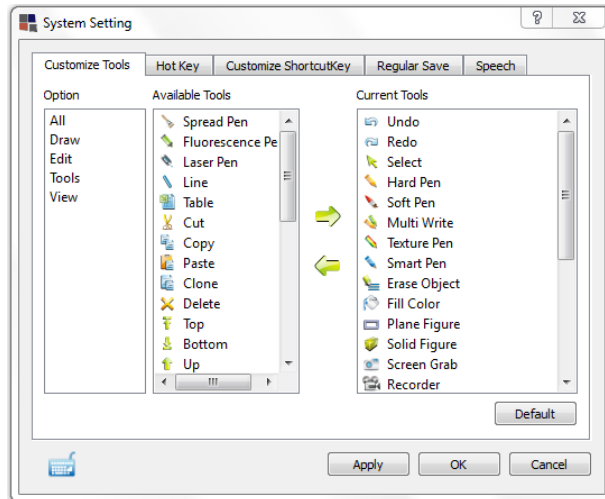 System Setting
Customize Tools
Hot Key
Customize ShortcutKey
Regular Save
Speech
Option
All
Draw
Edit
Tools
View
Available Tools
Spread Pen
Fluorescence Pe
Laser Pen
Line
Table
Cut
Copy
Paste
Clone
Delete
Top
Bottom
Up
Current Tools
Undo
Redo
Select
Hard Pen
Soft Pen
Multi Write
Texture Pen
Smart Pen
Erase Object
Fill Color
Plane Figure
Solid Figure
Screen Grab
Recorder
Default
Apply
OK
Cancel